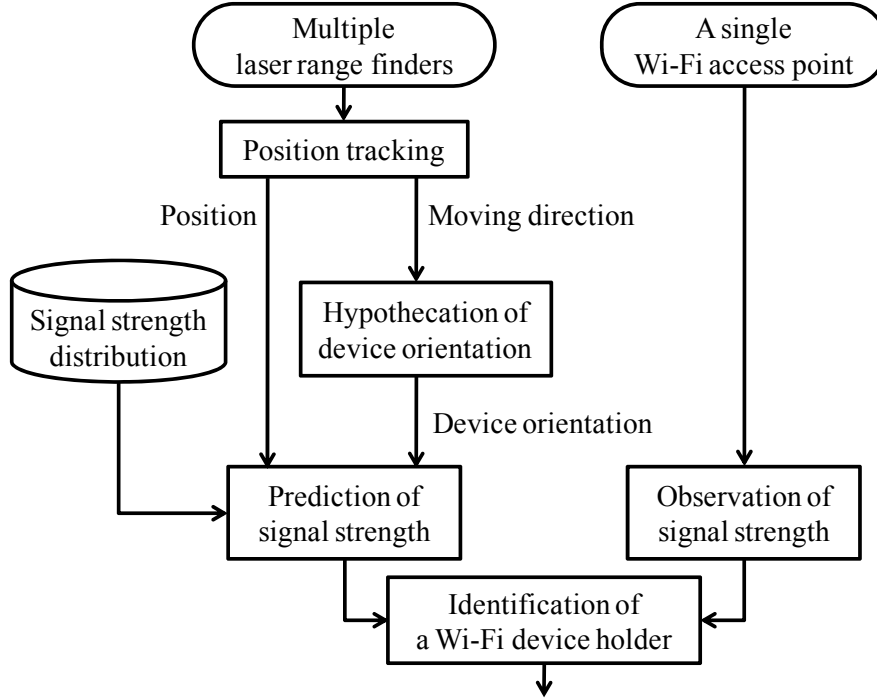 Multiple
laser range finders
A single
Wi-Fi access point
Position tracking
Position
Moving direction
Signal strength
distribution
Hypothecation of
device orientation
Device orientation
Prediction of
signal strength
Observation of
signal strength
Identification of
a Wi-Fi device holder